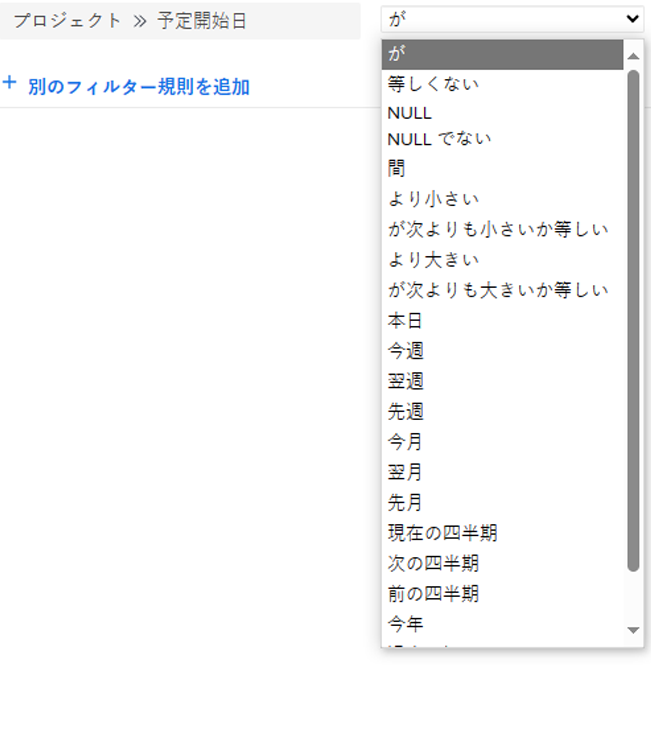 プロジェクト >> 予定開始日
が
+ 別のフィルター規則を追加
が
等しくない
NULL
NULL でない
間
より小さい
が次よりも小さいか等しい
より大きい
が次よりも大きいか等しい
本日
今週
翌週
先週
今月
翌月
先月
現在の四半期
次の四半期
前の四半期
今年